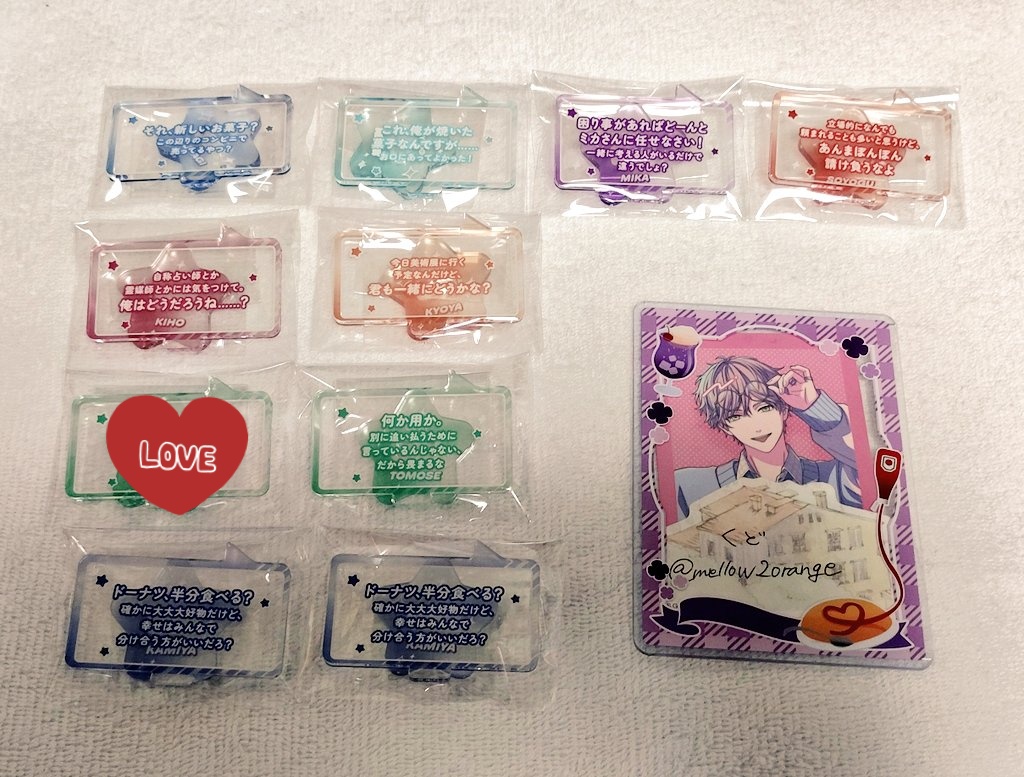 それ、新しいお菓子?
この辺りのコンビニで
売ってるやつ?
これ、俺が焼いた
菓子なんですが……
お口にあってよかった!
困り事があればどーんと
ミカさんに任せなさい!
一緒に考える人がいるだけで
違うでしょ?
MIKA
立場的になんでも
頼まれることも多いと思うけど、
あんまぽんぽん
請け負うなよ
SOYOGU
自称占い師とか
霊媒師とかには気をつけて。
俺はどうだろうね……?
KIHO
今日美術展に行く
予定なんだけど、
君も一緒にどうかな?
KYOYA
LOVE
何か用か。
別に追い払うために
言っているんじゃない、
だから畏まるな
TOMOSE
ドーナツ、半分食べる?
確かに大大大好物だけど、
幸せはみんなで
分け合う方がいいだろ?
KAMIYA
ドーナツ、半分食べる?
確かに大大大好物だけど、
幸せはみんなで
分け合う方がいいだろ?
KAMIYA
くど
@mellow2orange